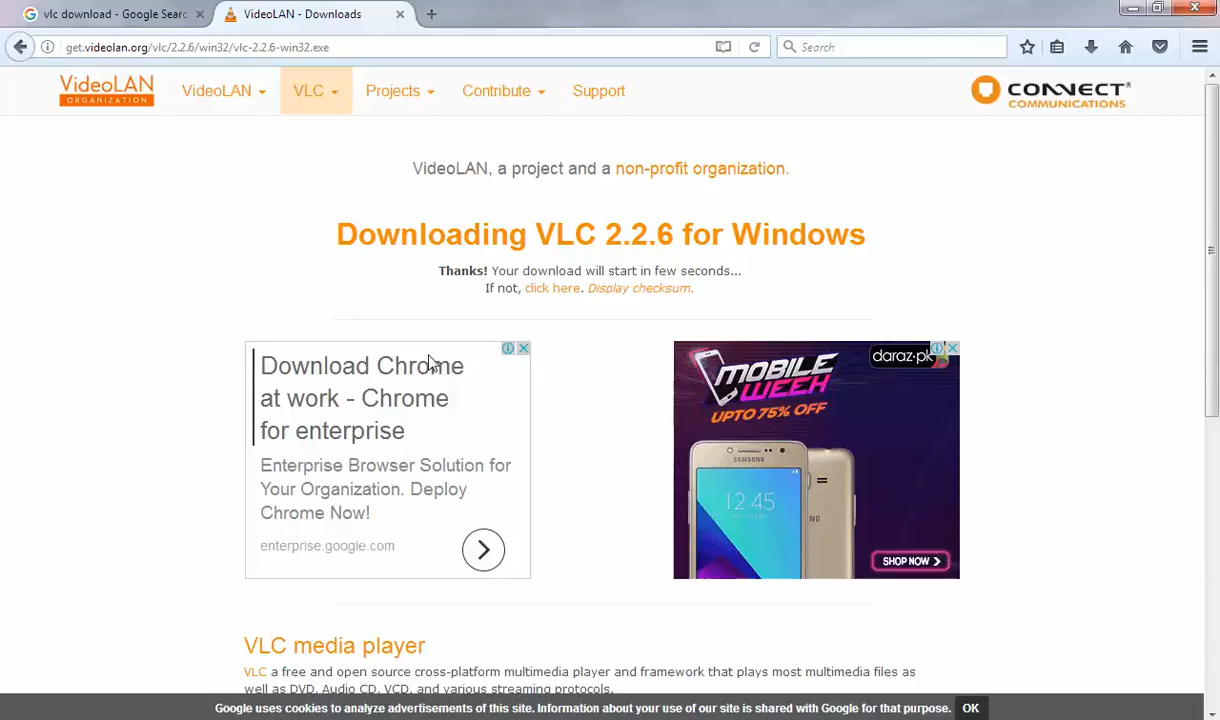 vlc download - Google Searc
VideoLAN - Downloads
get.videolan.org/vlc/2.2.6/win32/vlc-2.2.6-win32.exe
Search
VideoLAN
ORGANIZATION
VideoLAN
VLC
Projects
Contribute
Support
CONNECT
COMMUNICATIONS
VideoLAN, a project and a non-profit organization.
Downloading VLC 2.2.6 for Windows
Thanks! Your download will start in few seconds...
If not, click here. Display checksum.
Download Chrome
at work - Chrome
for enterprise
Enterprise Browser Solution for
Your Organization. Deploy
Chrome Now!
enterprise.google.com
daraz.pk
MOBILE
WEEK
UPTO 75% OFF
SAMSUNG
12:45
SHOP NOW
VLC media player
VLC a free and open source cross-platform multimedia player and framework that plays most multimedia files as
well as DVD, Audio CD, VCD, and various streaming protocols.
Google uses cookies to analyze advertisements of this site. Information about your use of our site is shared with Google for that purpose.
OK